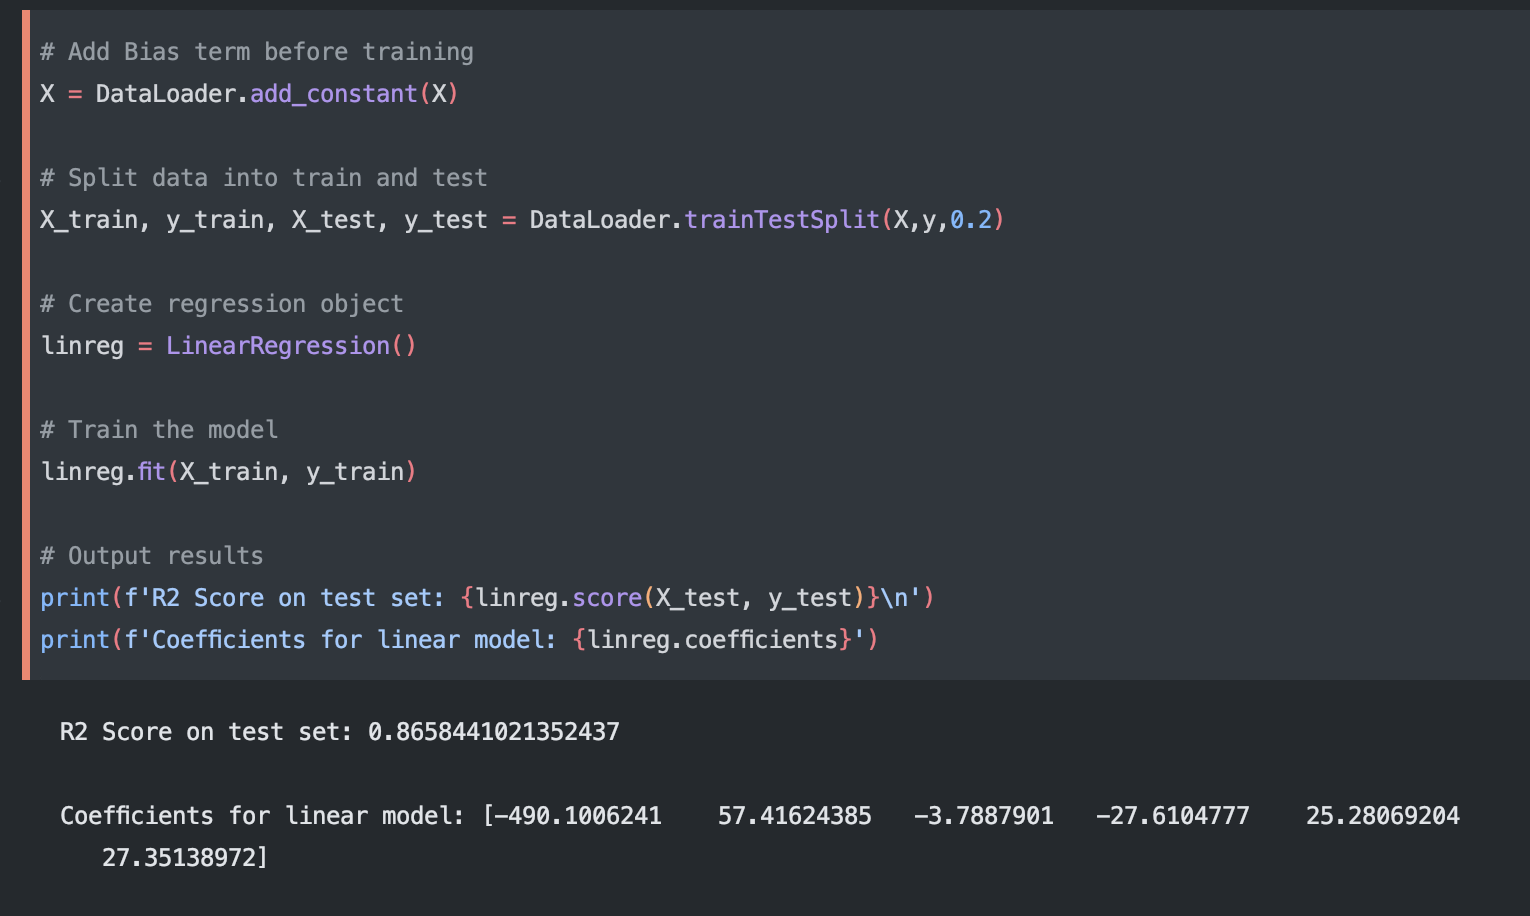 # Add Bias term before training
X = DataLoader.add_constant(X)
# Split data into train and test
X_train, y_train, X_test, y_test = DataLoader.trainTestSplit(X,y,0.2)
# Create regression object
linreg = LinearRegression()
# Train the model
linreg.fit(X_train, y_train)
# Output results
print(f'R2 Score on test set: {linreg.score(X_test, y_test)}\n')
print(f'Coefficients for linear model: {linreg.coefficients}')
R2 Score on test set: 0.8658441021352437
Coefficients for linear model: [-490.1006241    57.41624385   -3.7887901   -27.6104777    25.28069204
   27.35138972]